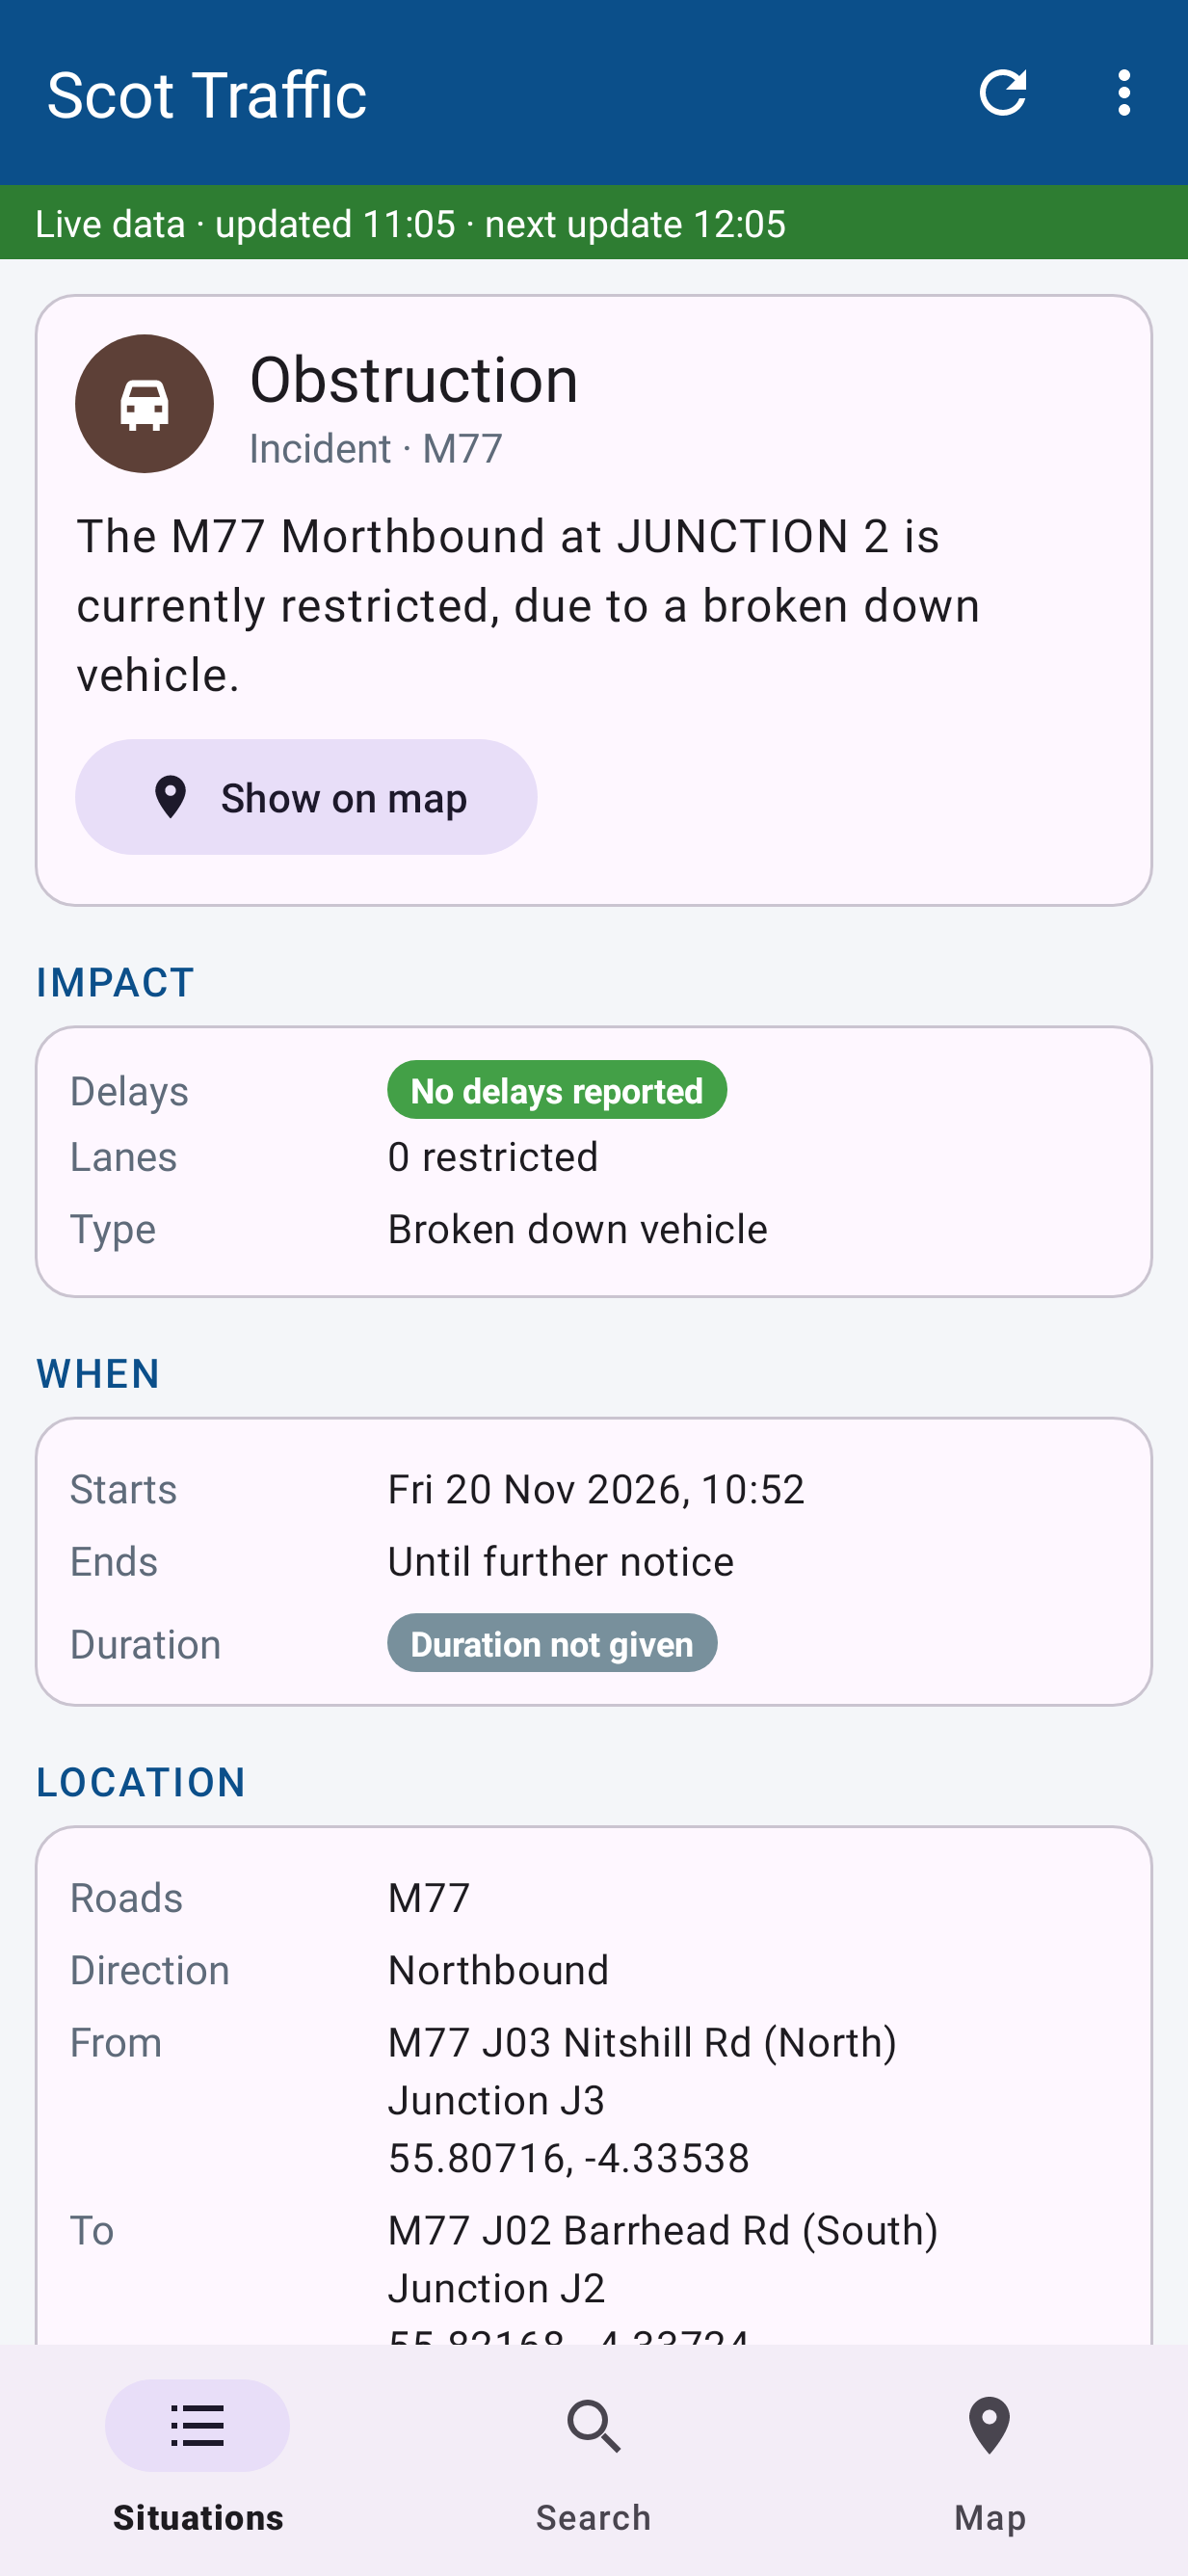 Scot Traffic
Live data · updated 11:05 · next update 12:05
Obstruction
Incident · M77
The M77 Morthbound at JUNCTION 2 is
currently restricted, due to a broken down
vehicle.
Show on map
IMPACT
Delays No delays reported
Lanes 0 restricted
Type Broken down vehicle
WHEN
Starts Fri 20 Nov 2026, 10:52
Ends Until further notice
Duration Duration not given
LOCATION
Roads M77
Direction Northbound
From M77 J03 Nitshill Rd (North)
Junction J3
55.80716, -4.33538
To M77 J02 Barrhead Rd (South)
Junction J2
Situations Search Map